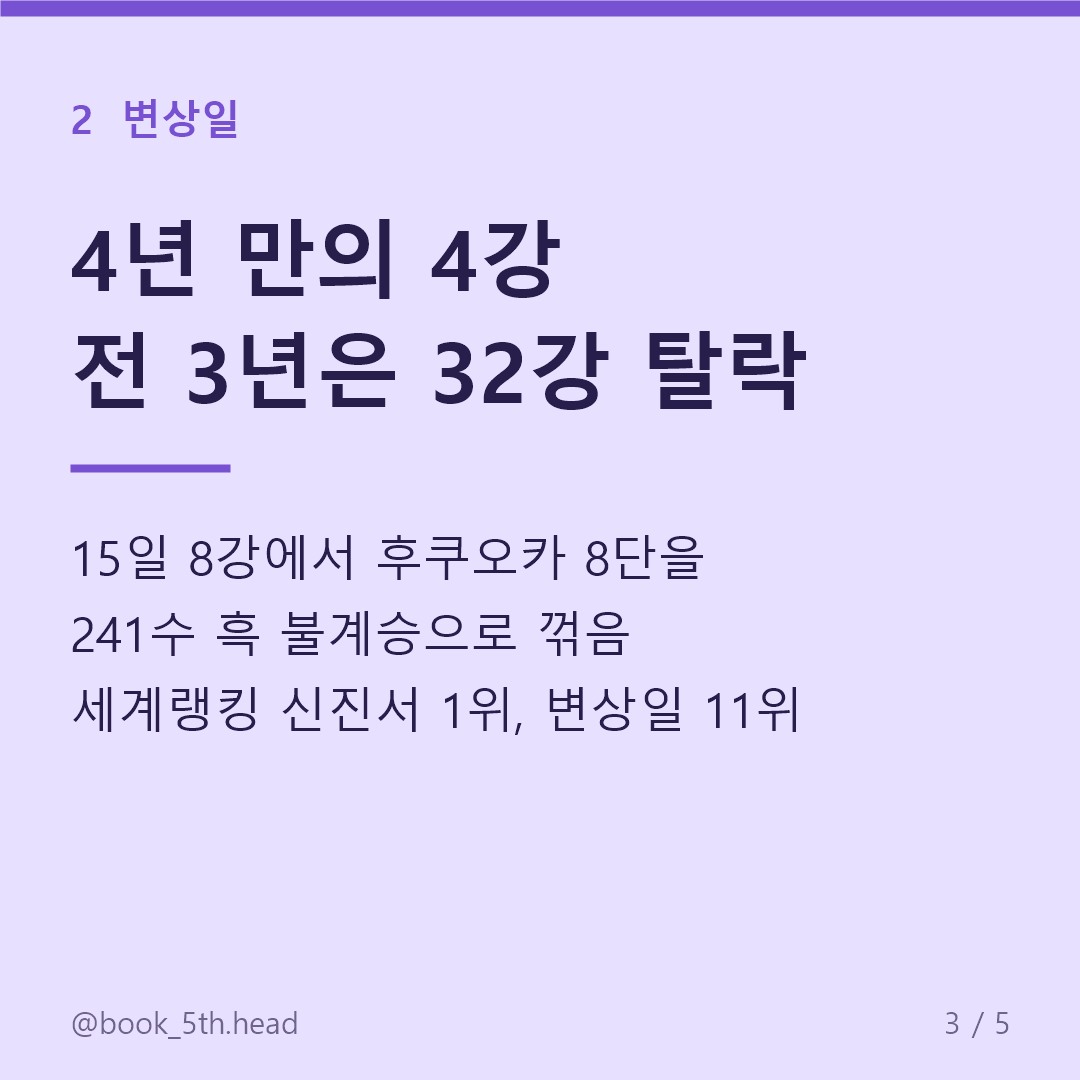 2 변상일
4년 만의 4강
전 3년은 32강 탈락
15일 8강에서 후쿠오카 8단을
241수 흑 불계승으로 꺾음
세계랭킹 신진서 1위, 변상일 11위
@book_5th.head
3 / 5